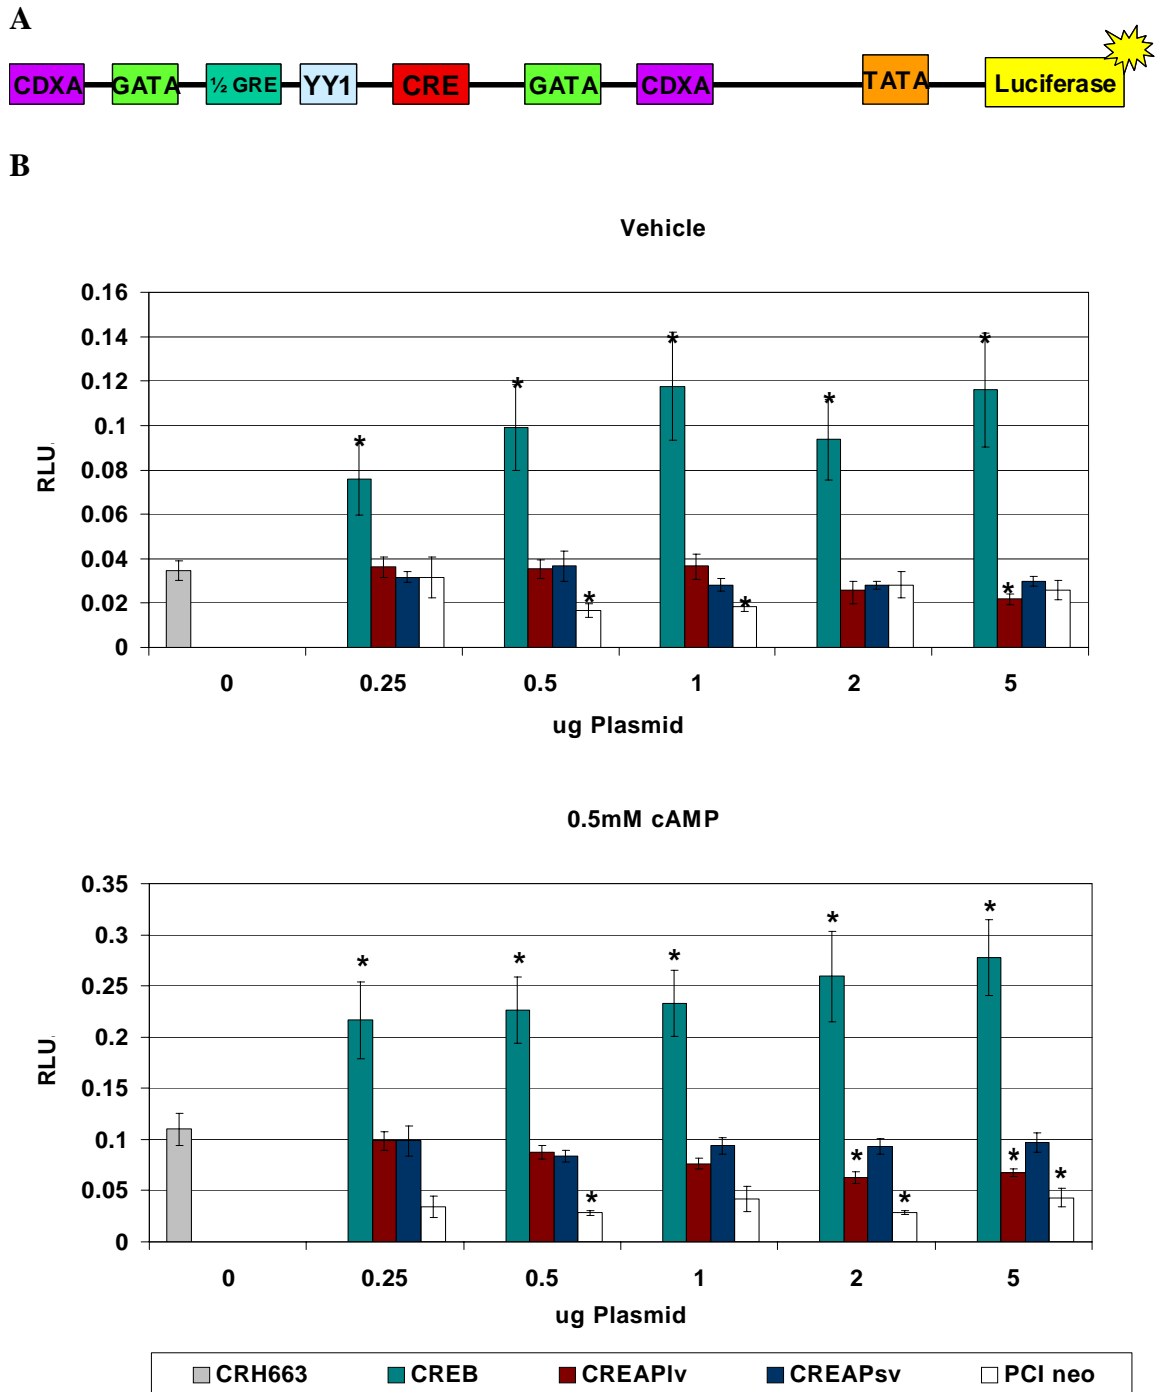 A
CDXA GATA ½ GRE YY1 CRE GATA CDXA TATA Luciferase
B
Vehicle
0.16
0.14
0.12
0.1
0.08
0.06
0.04
0.02
0
RLU
* * * * * * * *
0 0.25 0.5 1 2 5
ug Plasmid
0.5mM cAMP
0.35
0.3
0.25
0.2
0.15
0.1
0.05
0
RLU
* * * * * * * * * *
0 0.25 0.5 1 2 5
ug Plasmid
CRH663 CREB CREAPlv CREAPsv PCI neo